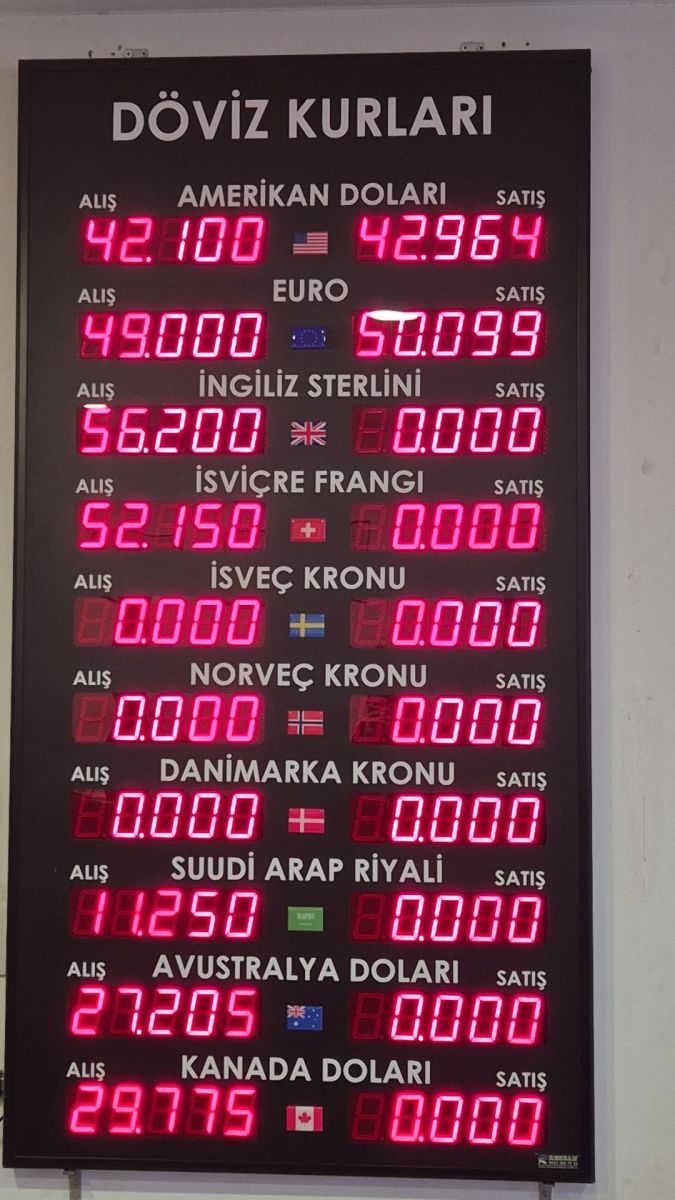 DÖVİZ KURLARI
ALIŞ AMERİKAN DOLARI SATIŞ
42.100 42.964
ALIŞ EURO SATIŞ
49.000 50.099
ALIŞ İNGİLİZ STERLİNİ SATIŞ
56.200 0.000
ALIŞ İSVİÇRE FRANGI SATIŞ
52.150 0.000
ALIŞ İSVEÇ KRONU SATIŞ
0.000 0.000
ALIŞ NORVEÇ KRONU SATIŞ
0.000 0.000
ALIŞ DANİMARKA KRONU SATIŞ
0.000 0.000
ALIŞ SUUDİ ARAP RİYALİ SATIŞ
11.250 0.000
ALIŞ AVUSTRALYA DOLARI SATIŞ
27.205 0.000
ALIŞ KANADA DOLARI SATIŞ
29.775 0.000